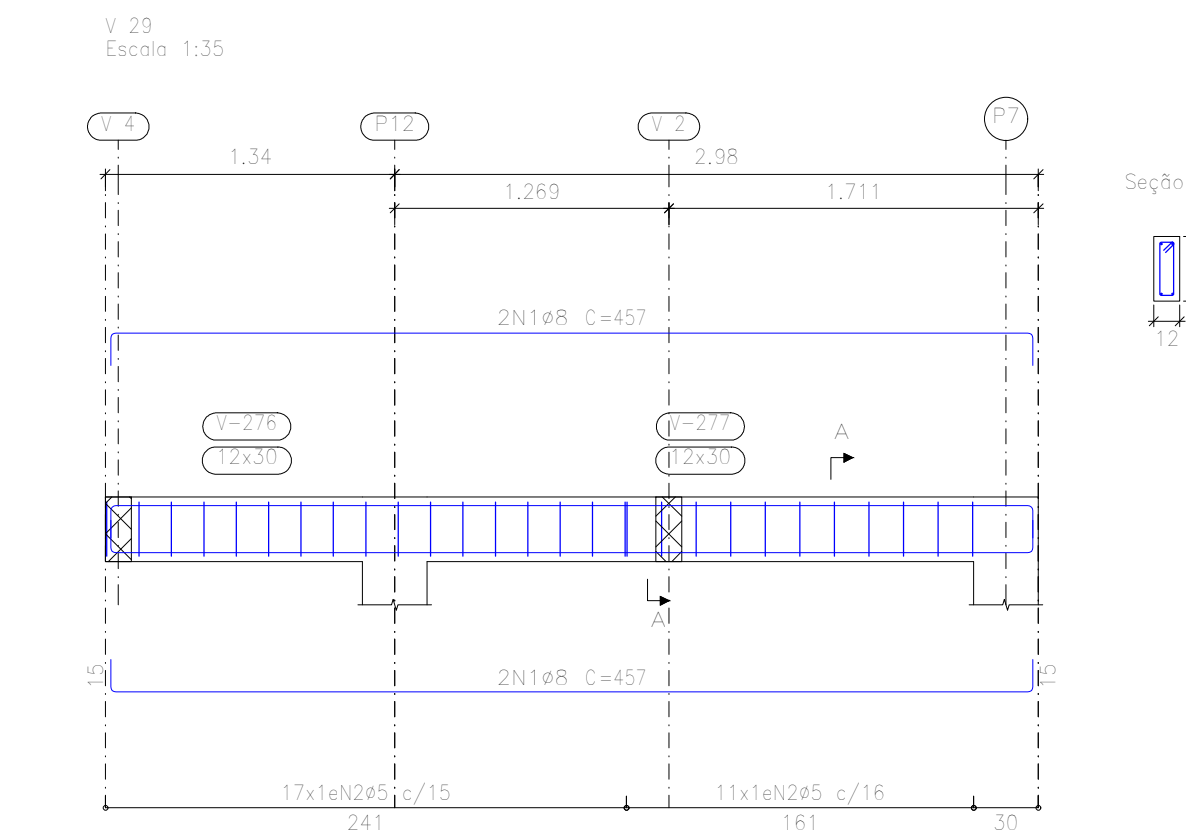 V 29
Escala 1:35
V 4
P12
V 2
P7
1.34
2.98
1.269
1.711
Seção
12
2N1ø8 C=457
V-276
12x30
V-277
12x30
A
A
15
2N1ø8 C=457
15
17x1eN2ø5 c/15
11x1eN2ø5 c/16
241
161
30